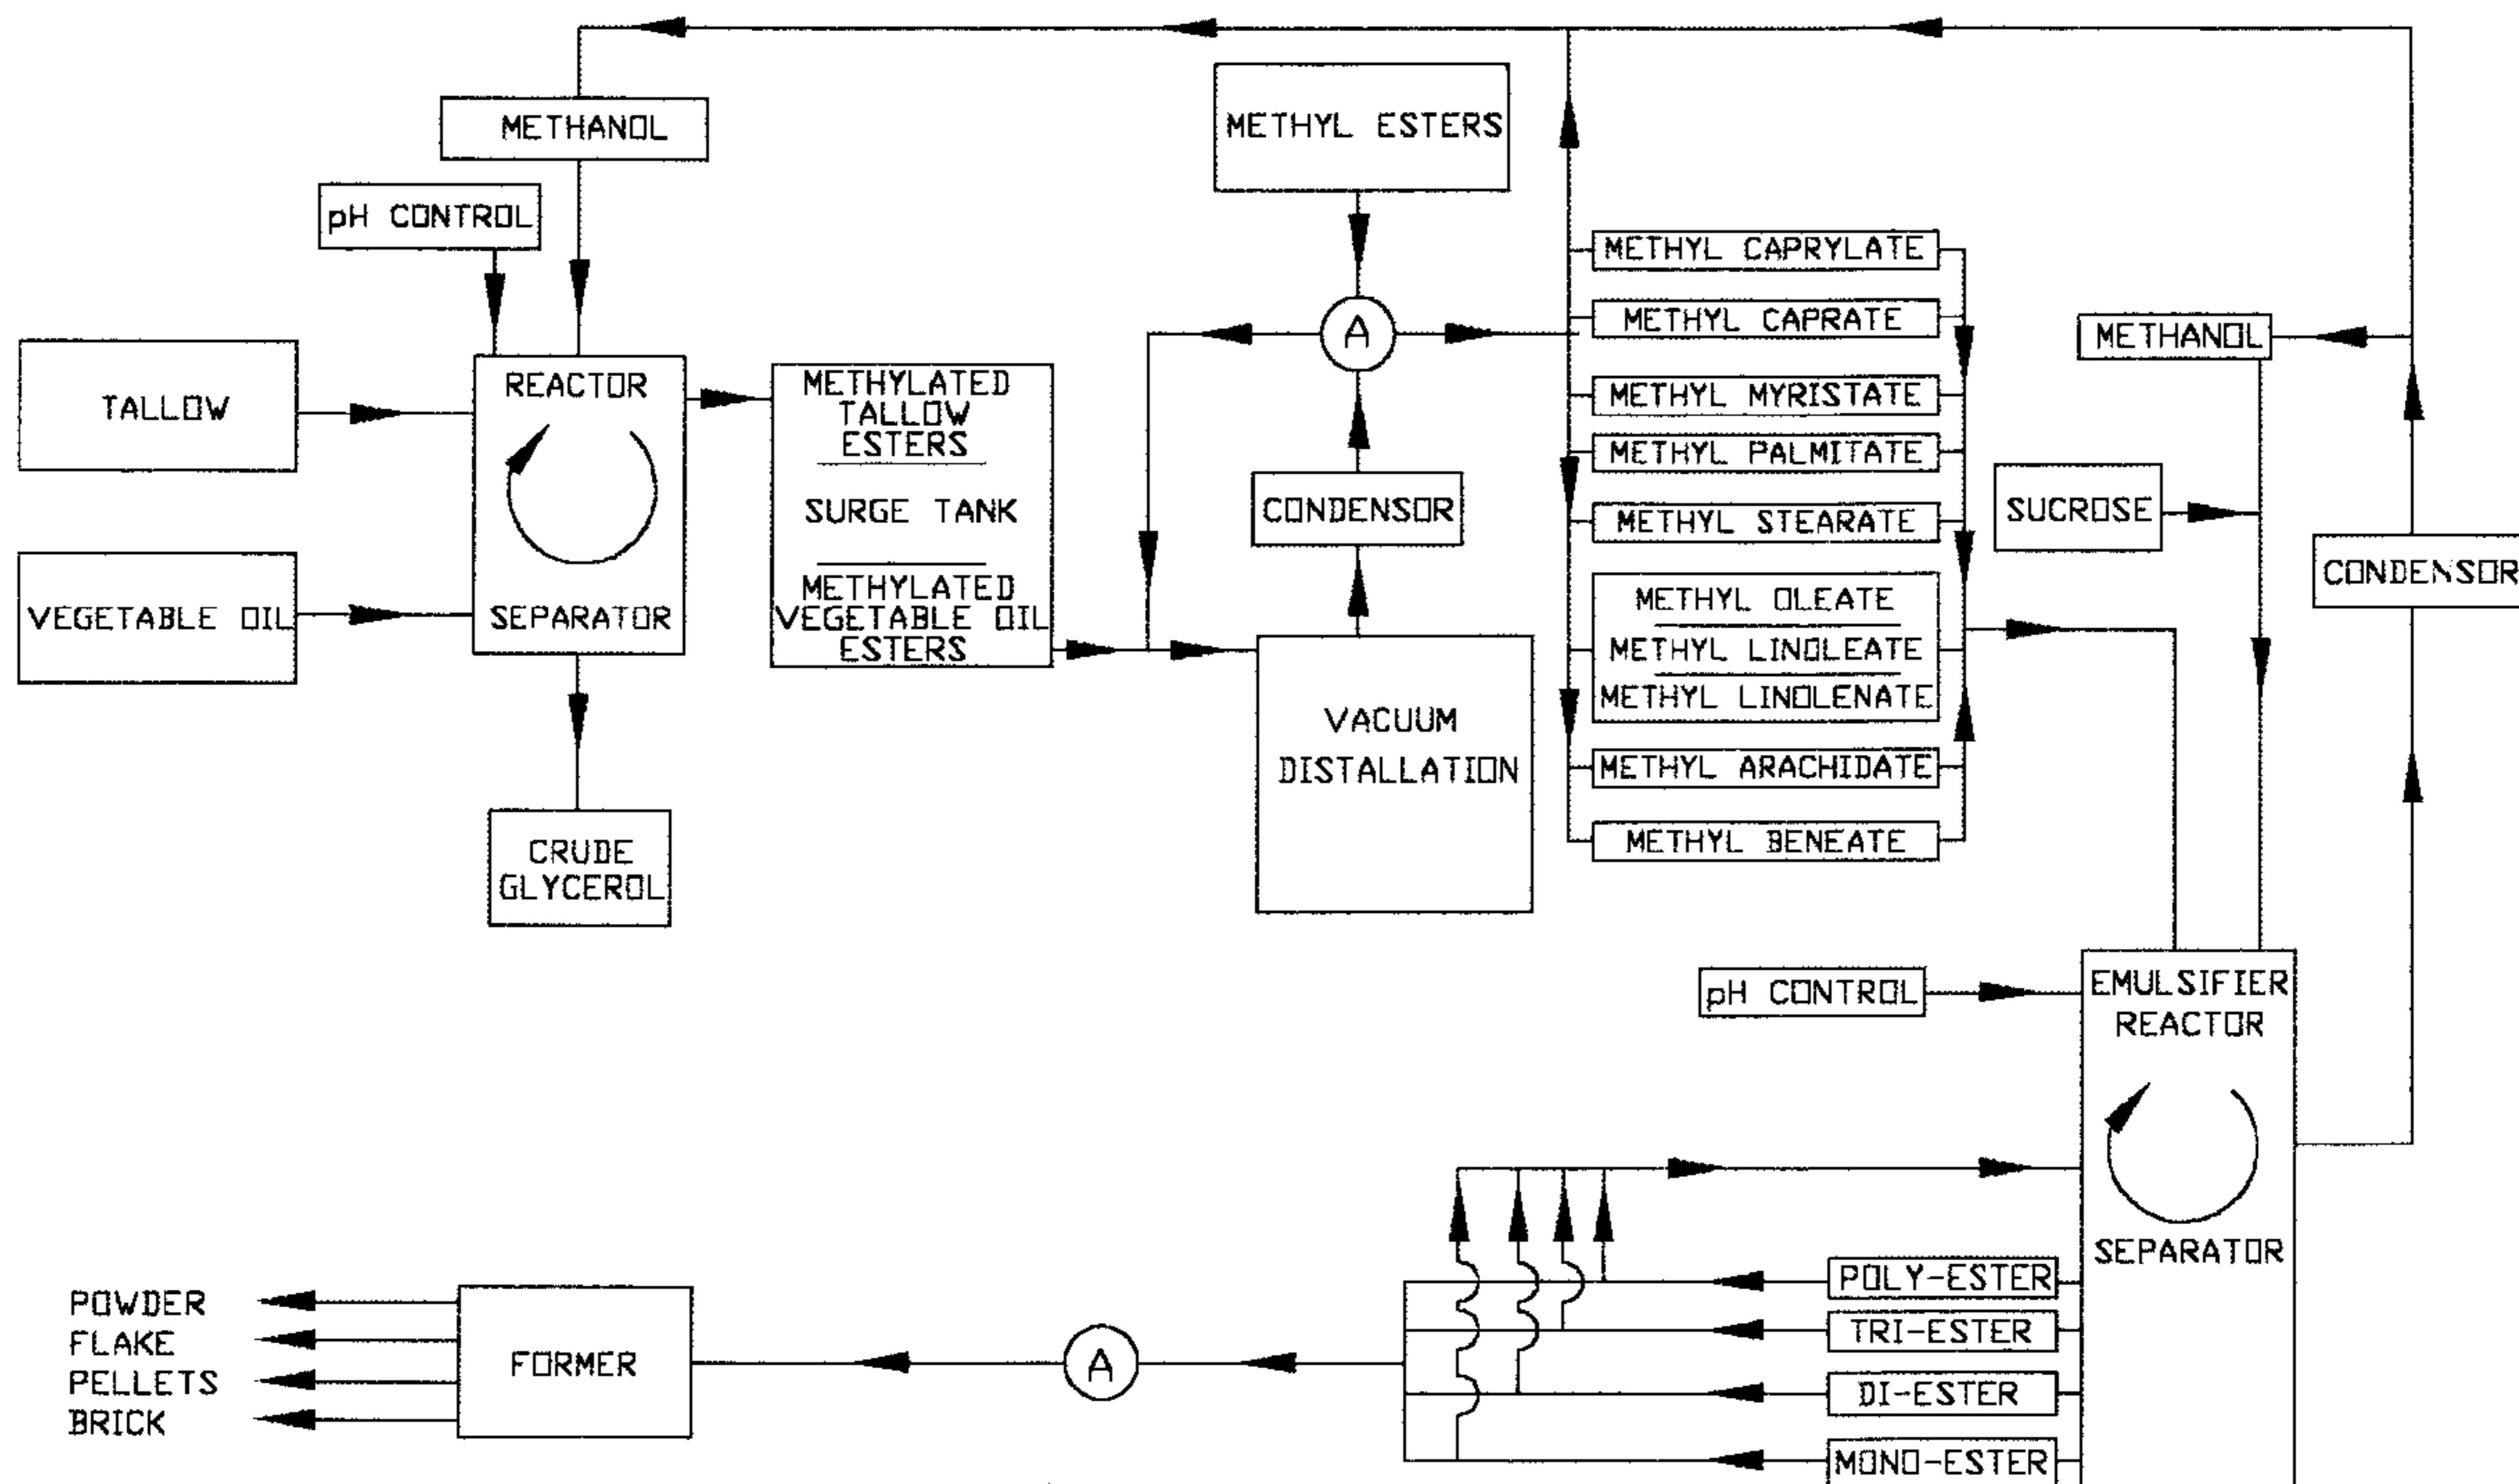 METHANOL
pH CONTROL
TALLOW
VEGETABLE OIL
REACTOR
SEPARATOR
CRUDE
GLYCEROL
METHYLATED
TALLOW
ESTERS
SURGE TANK
METHYLATED
VEGETABLE OIL
ESTERS
METHYL ESTERS
A
CONDENSOR
VACUUM
DISTALLATION
METHYL CAPRYLATE
METHYL CAPRATE
METHYL MYRISTATE
METHYL PALMITATE
METHYL STEARATE
METHYL OLEATE
METHYL LINOLEATE
METHYL LINOLENATE
METHYL ARACHIDATE
METHYL BENEATE
METHANOL
SUCROSE
CONDENSOR
pH CONTROL
EMULSIFIER
REACTOR
SEPARATOR
POLY-ESTER
TRI-ESTER
DI-ESTER
MONO-ESTER
A
FORMER
POWDER
FLAKE
PELLETS
BRICK